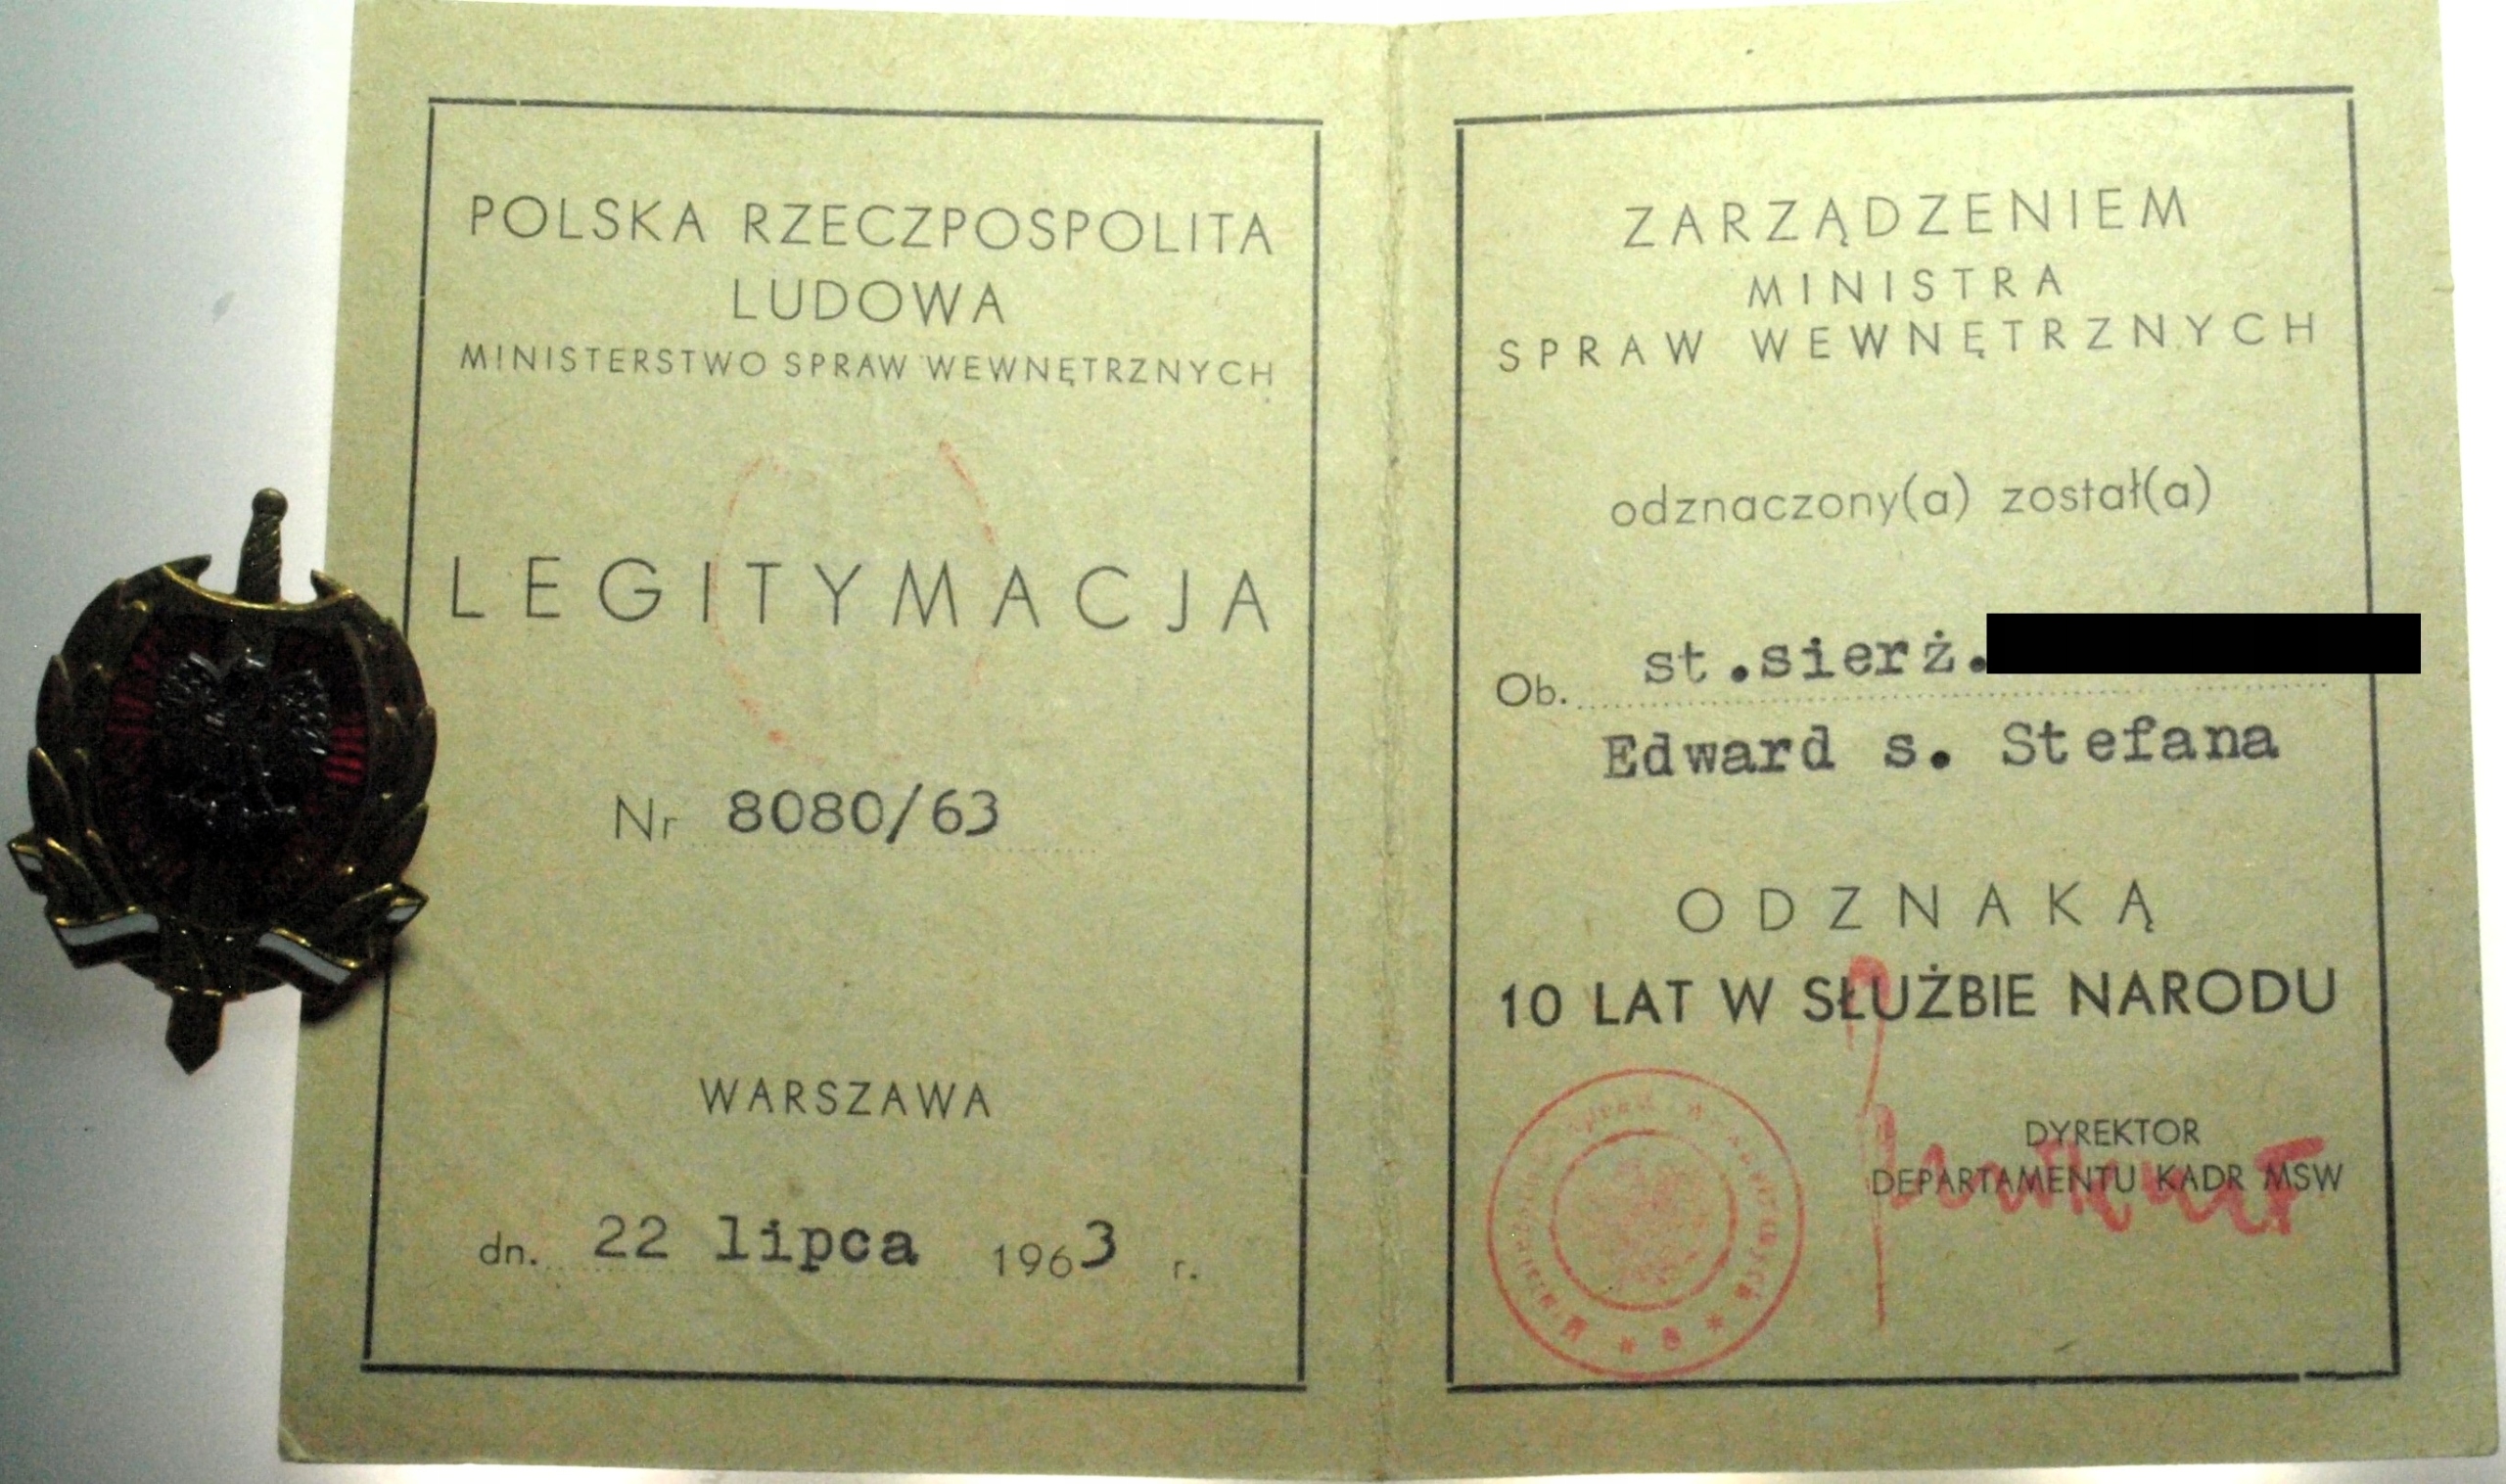 POLSKA RZECZPOSPOLITA
LUDOWA
MINISTERSTWO SPRAW WEWNĘTRZNYCH
LEGITYMACJA
Nr 8080/63
WARSZAWA
dn. 22 lipca 1963 r.
ZARZĄDZENIEM
MINISTRA
SPRAW WEWNĘTRZNYCH
odznaczony(a) został(a)
Ob. st.sierż.
Edward s. Stefana
ODZNAKĄ
10 LAT W SŁUŻBIE NARODU
DYREKTOR
DEPARTAMENTU KADR MSW